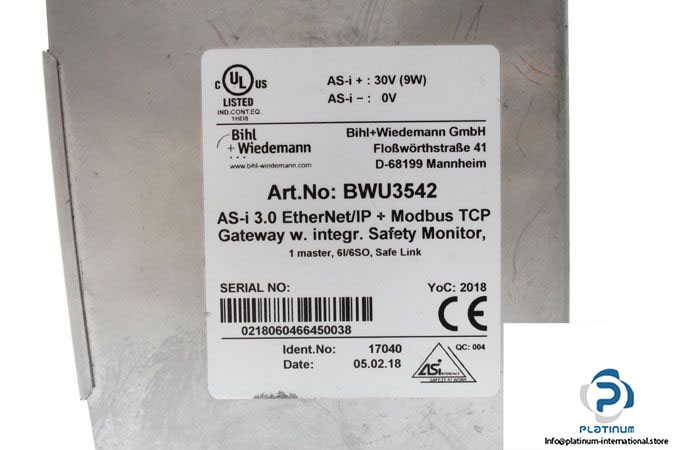 AS-i + : 30V (9W)
AS-i − : 0V
C UL US
LISTED
IND.CONT.EQ.
1HD8
Bihl
+ Wiedemann
www.bihl-wiedemann.com
Bihl+Wiedemann GmbH
Floßwörthstraße 41
D-68199 Mannheim
Art.No: BWU3542
AS-i 3.0 EtherNet/IP + Modbus TCP
Gateway w. integr. Safety Monitor,
1 master, 6I/6SO, Safe Link
SERIAL NO:
YoC: 2018
0218060466450038
CE
Ident.No: 17040
Date: 05.02.18
QC: 004
ASi
INTERFACE
SAFETY AT WORK
PLATINUM
Info@platinum-international.store